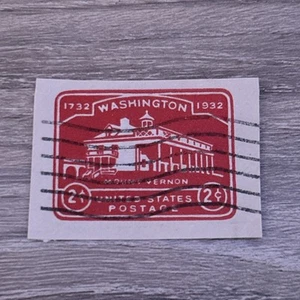 1732 WASHINGTON 1932
MOUNT VERNON
2¢ UNITED STATES 2¢
POSTAGE